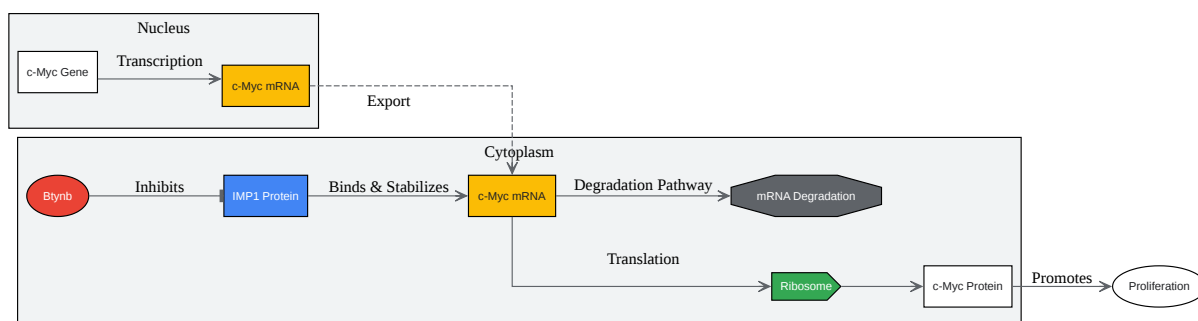 Nucleus
c-Myc Gene
Transcription
c-Myc mRNA
Export
Cytoplasm
Btynb
Inhibits
IMP1 Protein
Binds & Stabilizes
c-Myc mRNA
Degradation Pathway
mRNA Degradation
Translation
Ribosome
c-Myc Protein
Promotes
Proliferation